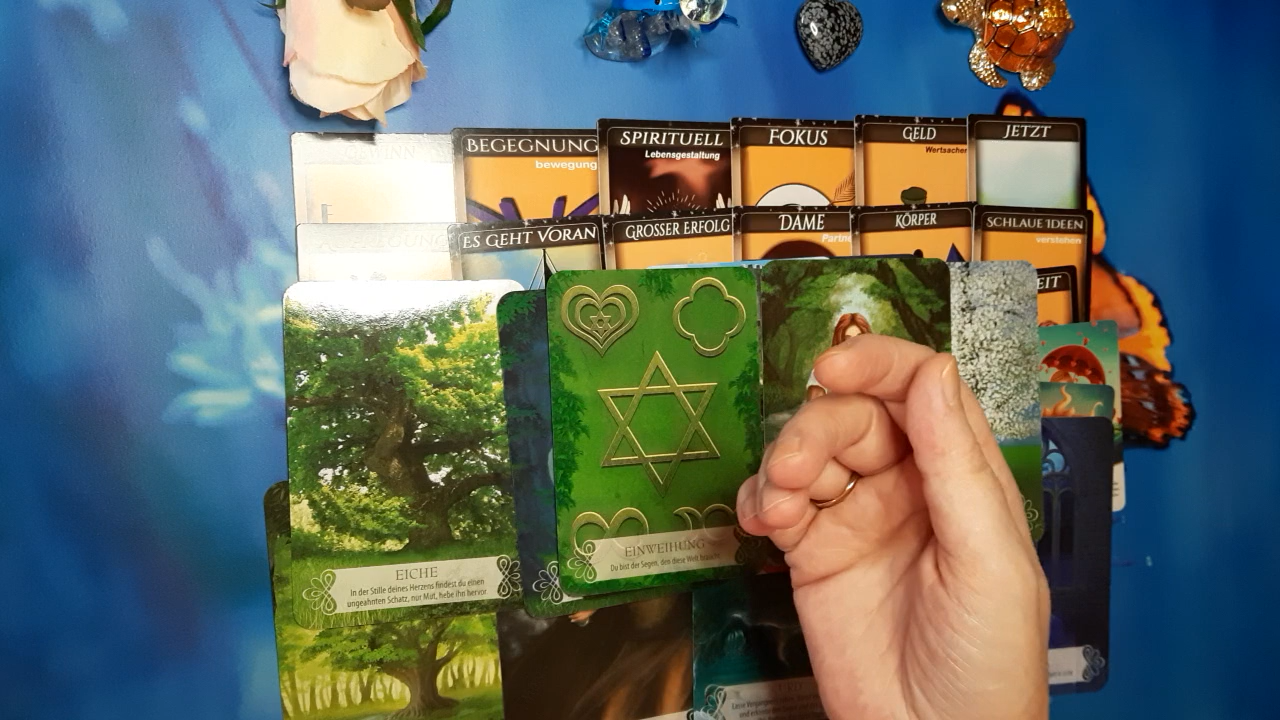 GEWINN
BEGEGNUNG
bewegung
SPIRITUELL
Lebensgestaltung
FOKUS
GELD
Wertsachen
JETZT
ES GEHT VORAN
GROSSER ERFOLG
DAME
KÖRPER
SCHLAUE IDEEN
verstehen
EIT
EICHE
In der Stille deines Herzens findest du einen
ungeahnten Schatz, nur Mut, hebe ihn hervor
EINWEIHUNG
Du bist der Segen, den diese Welt braucht